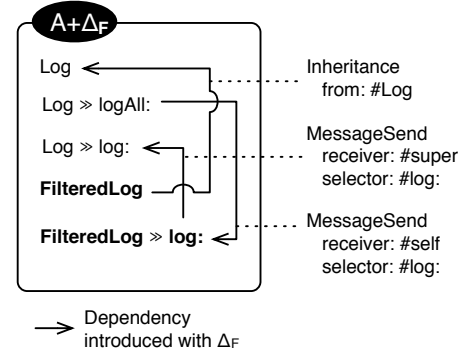 A+ΔF
Log
Log ≫ logAll:
Log ≫ log:
FilteredLog
FilteredLog ≫ log:
Inheritance
from: #Log
MessageSend
receiver: #super
selector: #log:
MessageSend
receiver: #self
selector: #log:
Dependency
introduced with ΔF